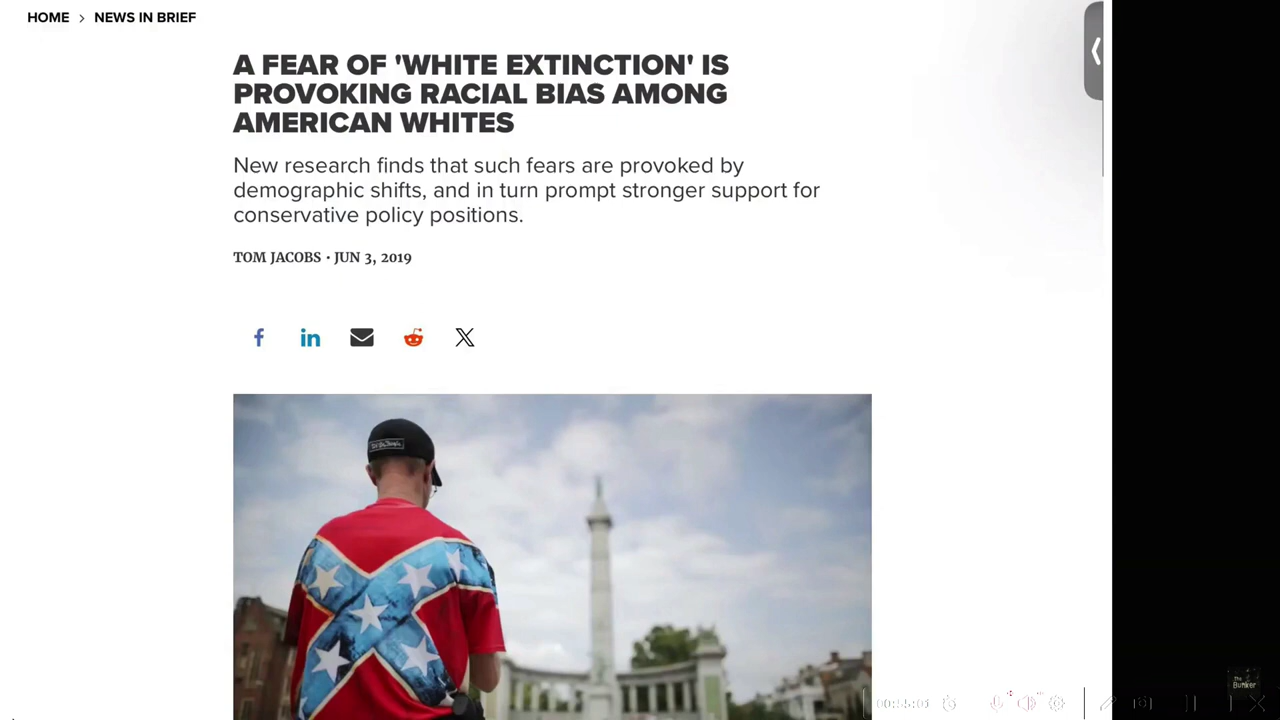 HOME > NEWS IN BRIEF
A FEAR OF 'WHITE EXTINCTION' IS
PROVOKING RACIAL BIAS AMONG
AMERICAN WHITES
New research finds that such fears are provoked by
demographic shifts, and in turn prompt stronger support for
conservative policy positions.
TOM JACOBS · JUN 3, 2019
The
Bunker